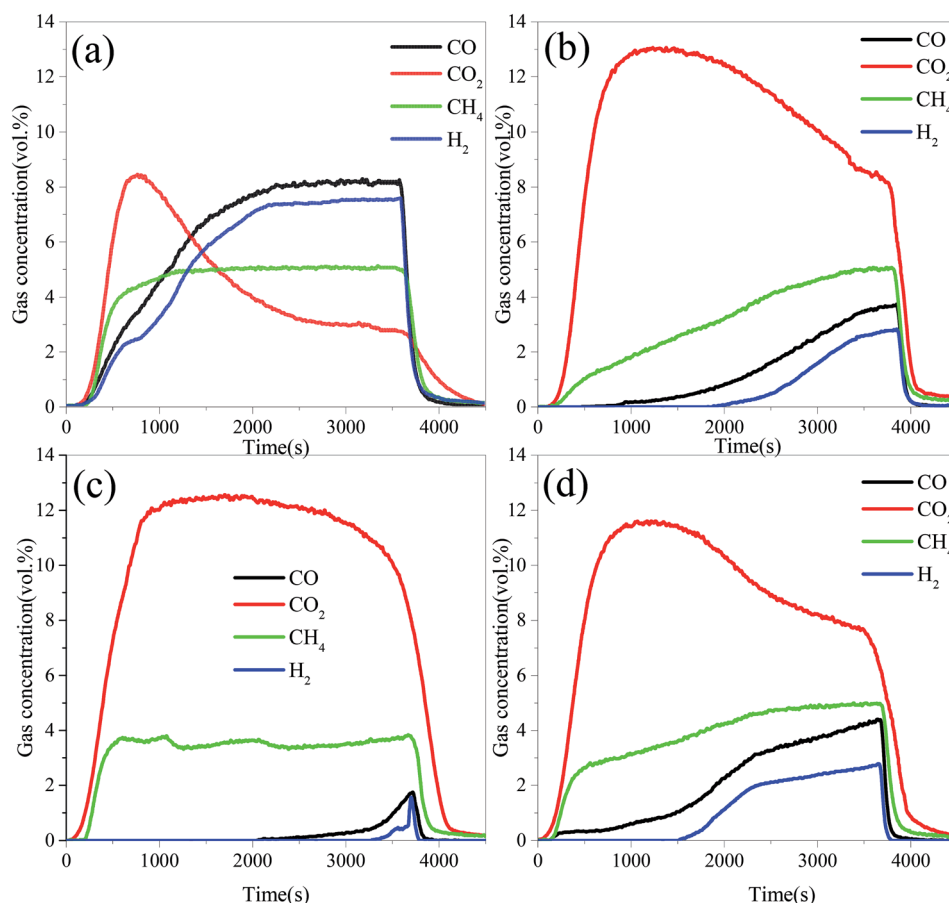 (a)
CO
CO2
CH4
H2
14
12
10
8
6
4
2
0
Gas concentration(vol.%)
0 1000 2000 3000 4000
Time(s)
(b)
CO
CO2
CH4
H2
14
12
10
8
6
4
2
0
Gas concentration(vol.%)
0 1000 2000 3000 4000
Time(s)
(c)
CO
CO2
CH4
H2
14
12
10
8
6
4
2
0
Gas concentration(vol.%)
0 1000 2000 3000 4000
Time(s)
(d)
CO
CO2
CH4
H2
14
12
10
8
6
4
2
0
Gas concentration(vol.%)
0 1000 2000 3000 4000
Time(s)